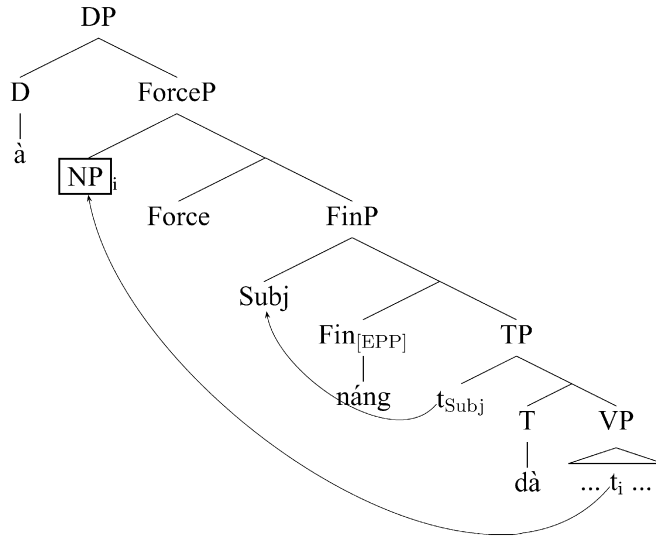 DP
D ForceP
à
NPᵢ
Force FinP
Subj
Fin[EPP] TP
náng tSubj
T VP
dà ... tᵢ ...